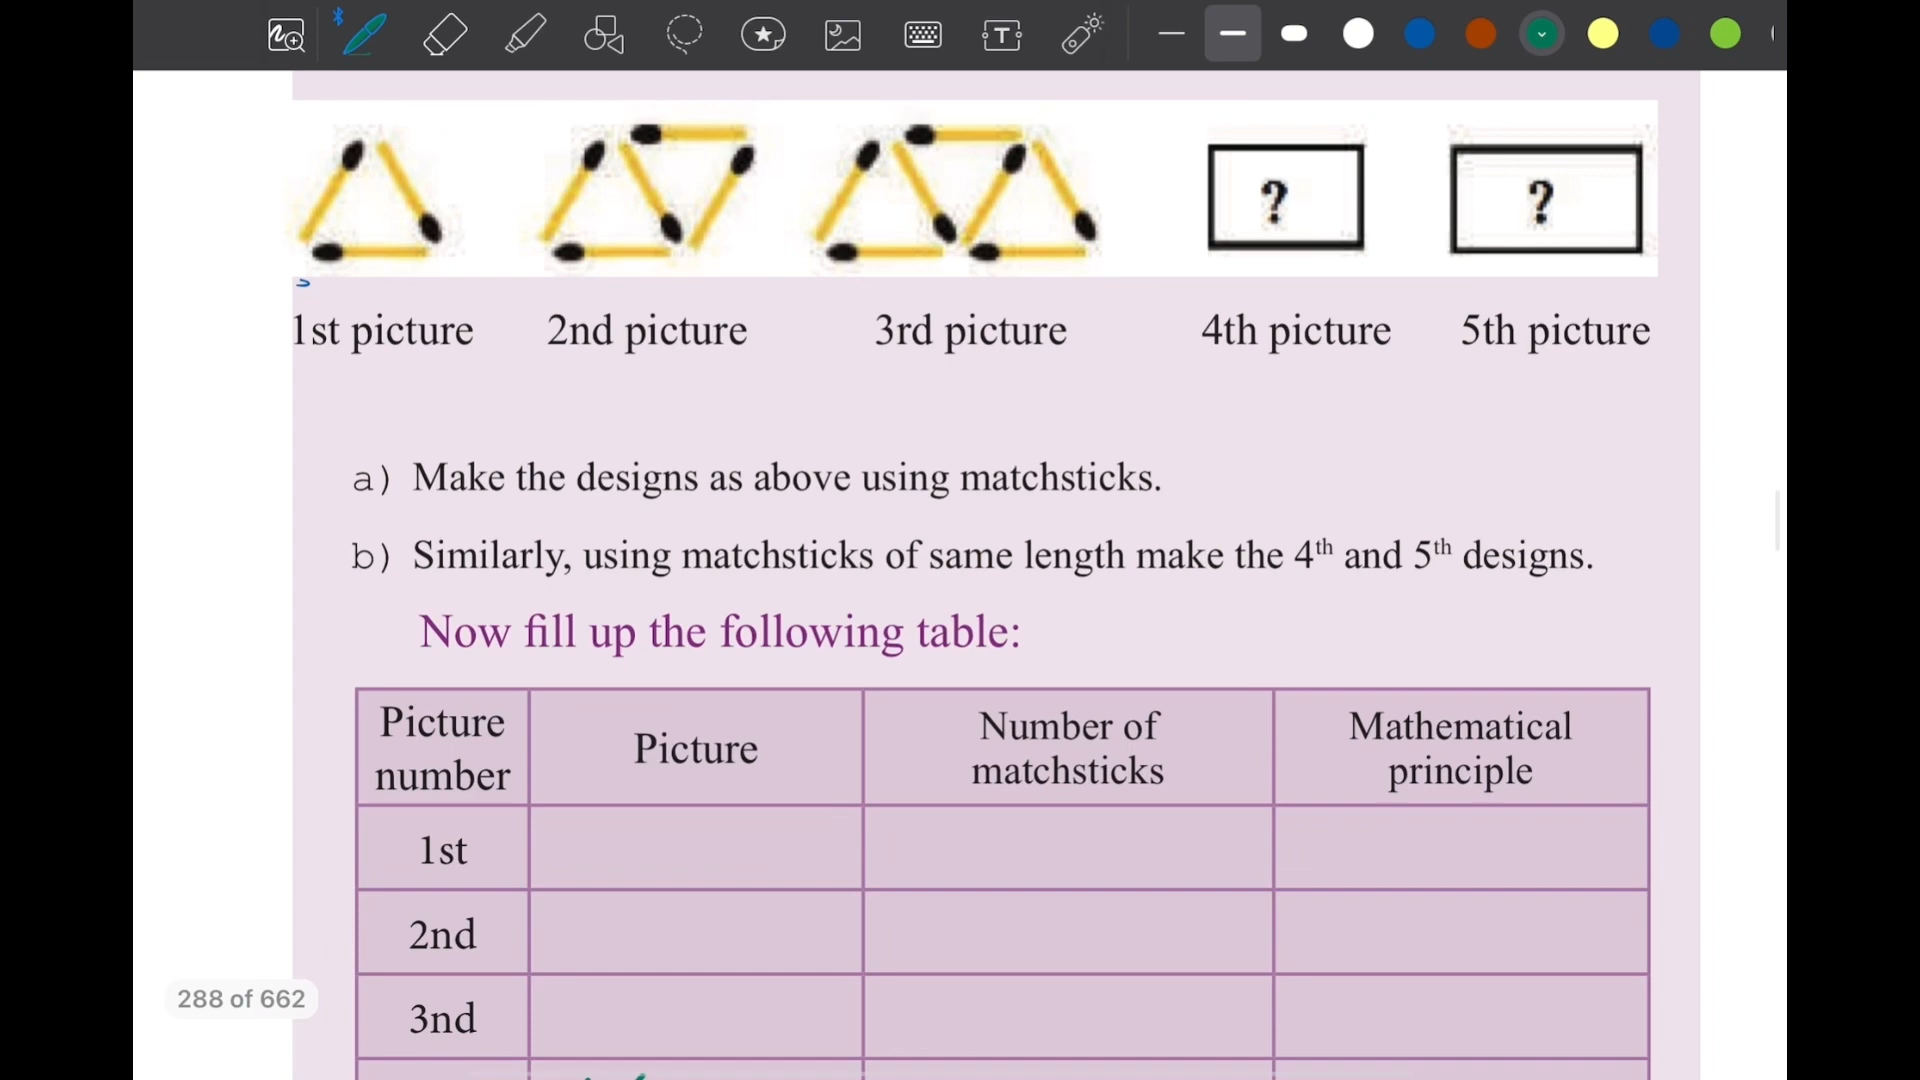 ? ?
1st picture 2nd picture 3rd picture 4th picture 5th picture
a) Make the designs as above using matchsticks.
b) Similarly, using matchsticks of same length make the 4th and 5th designs.
Now fill up the following table:
Picture number Picture Number of matchsticks Mathematical principle
1st
2nd
3nd
288 of 662